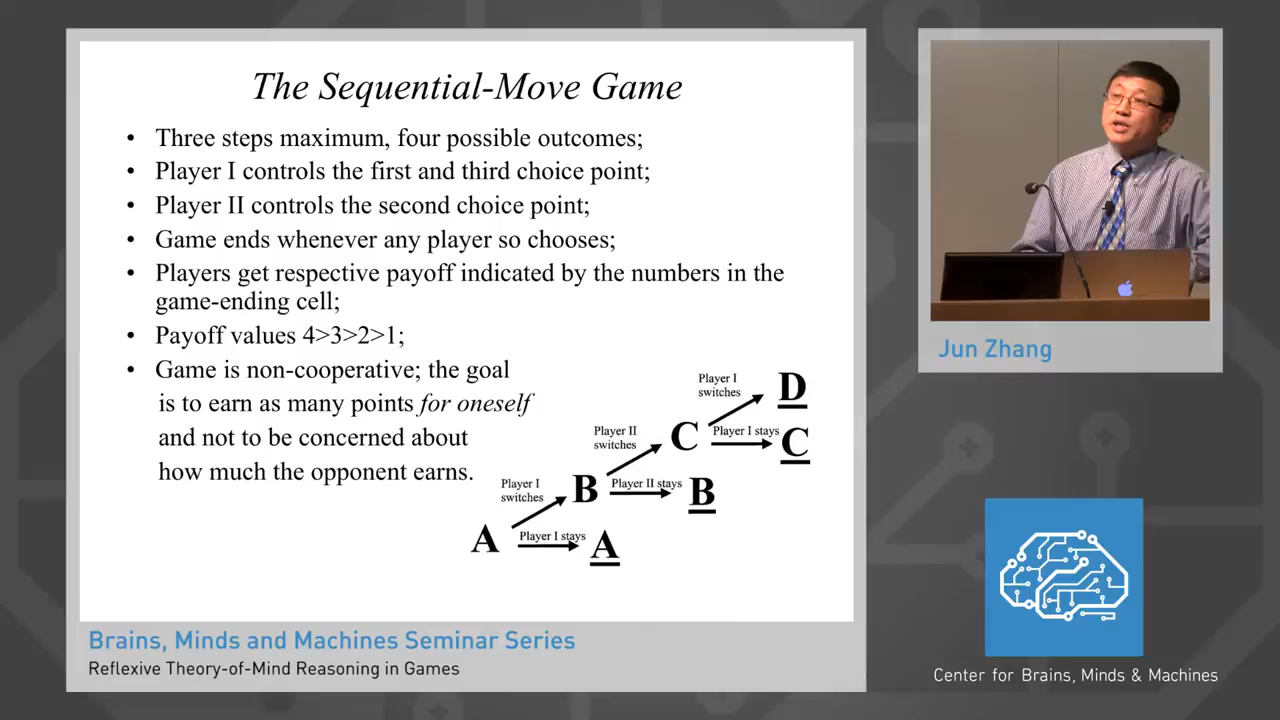 The Sequential-Move Game
• Three steps maximum, four possible outcomes;
• Player I controls the first and third choice point;
• Player II controls the second choice point;
• Game ends whenever any player so chooses;
• Players get respective payoff indicated by the numbers in the
game-ending cell;
• Payoff values 4>3>2>1;
• Game is non-cooperative; the goal
is to earn as many points for oneself
and not to be concerned about
how much the opponent earns.
Player I
switches
D
Player II
switches
C
Player I stays
C
Player I
switches
B
Player II stays
B
A
Player I stays
A
Jun Zhang
Brains, Minds and Machines Seminar Series
Reflexive Theory-of-Mind Reasoning in Games
Center for Brains, Minds & Machines